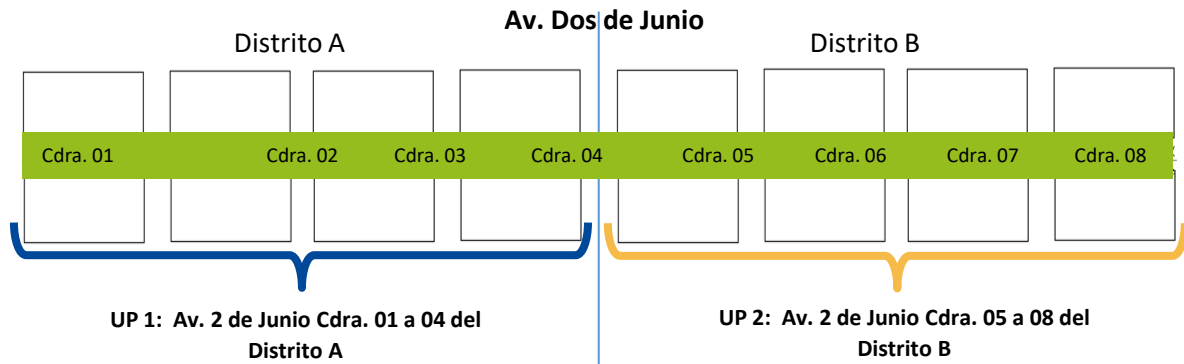 Av. Dos de Junio
Distrito A
Distrito B
Cdra. 01
Cdra. 02
Cdra. 03
Cdra. 04
Cdra. 05
Cdra. 06
Cdra. 07
Cdra. 08
UP 1: Av. 2 de Junio Cdra. 01 a 04 del
Distrito A
UP 2: Av. 2 de Junio Cdra. 05 a 08 del
Distrito B